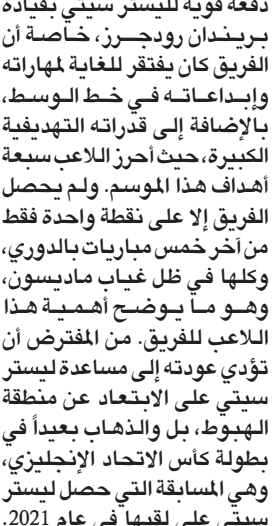 دفعة قوية لليستر سيتي بقيادة
بريندان رودجرز، خاصة أن
الفريق كان يفتقر للغاية لمهاراته
وإبداعاته في خط الوسط،
بالإضافة إلى قدراته التهديفية
الكبيرة، حيث أحرز اللاعب سبعة
أهداف هذا الموسم. ولم يحصل
الفريق إلا على نقطة واحدة فقط
من آخر خمس مباريات بالدوري،
وكلها في ظل غياب ماديسون،
وهو ما يوضح أهمية هذا
اللاعب للفريق. من المفترض أن
تؤدي عودته إلى مساعدة ليستر
سيتي على الابتعاد عن منطقة
الهبوط، بل والذهاب بعيداً في
بطولة كأس الاتحاد الإنجليزي،
وهي المسابقة التي حصل ليستر
سيتي على لقبها في عام 2021.